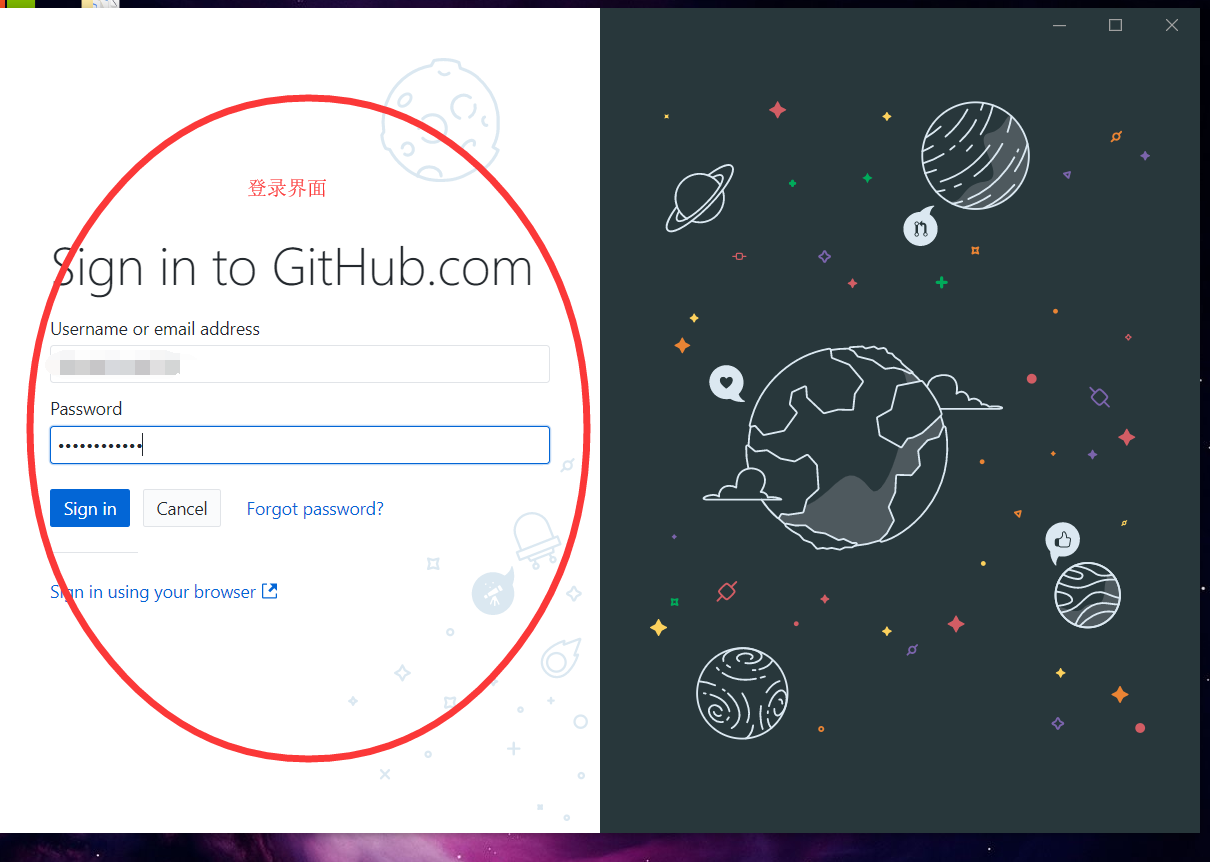 登录界面
Sign in to GitHub.com
Username or email address
Password
Sign in
Cancel
Forgot password?
Sign in using your browser